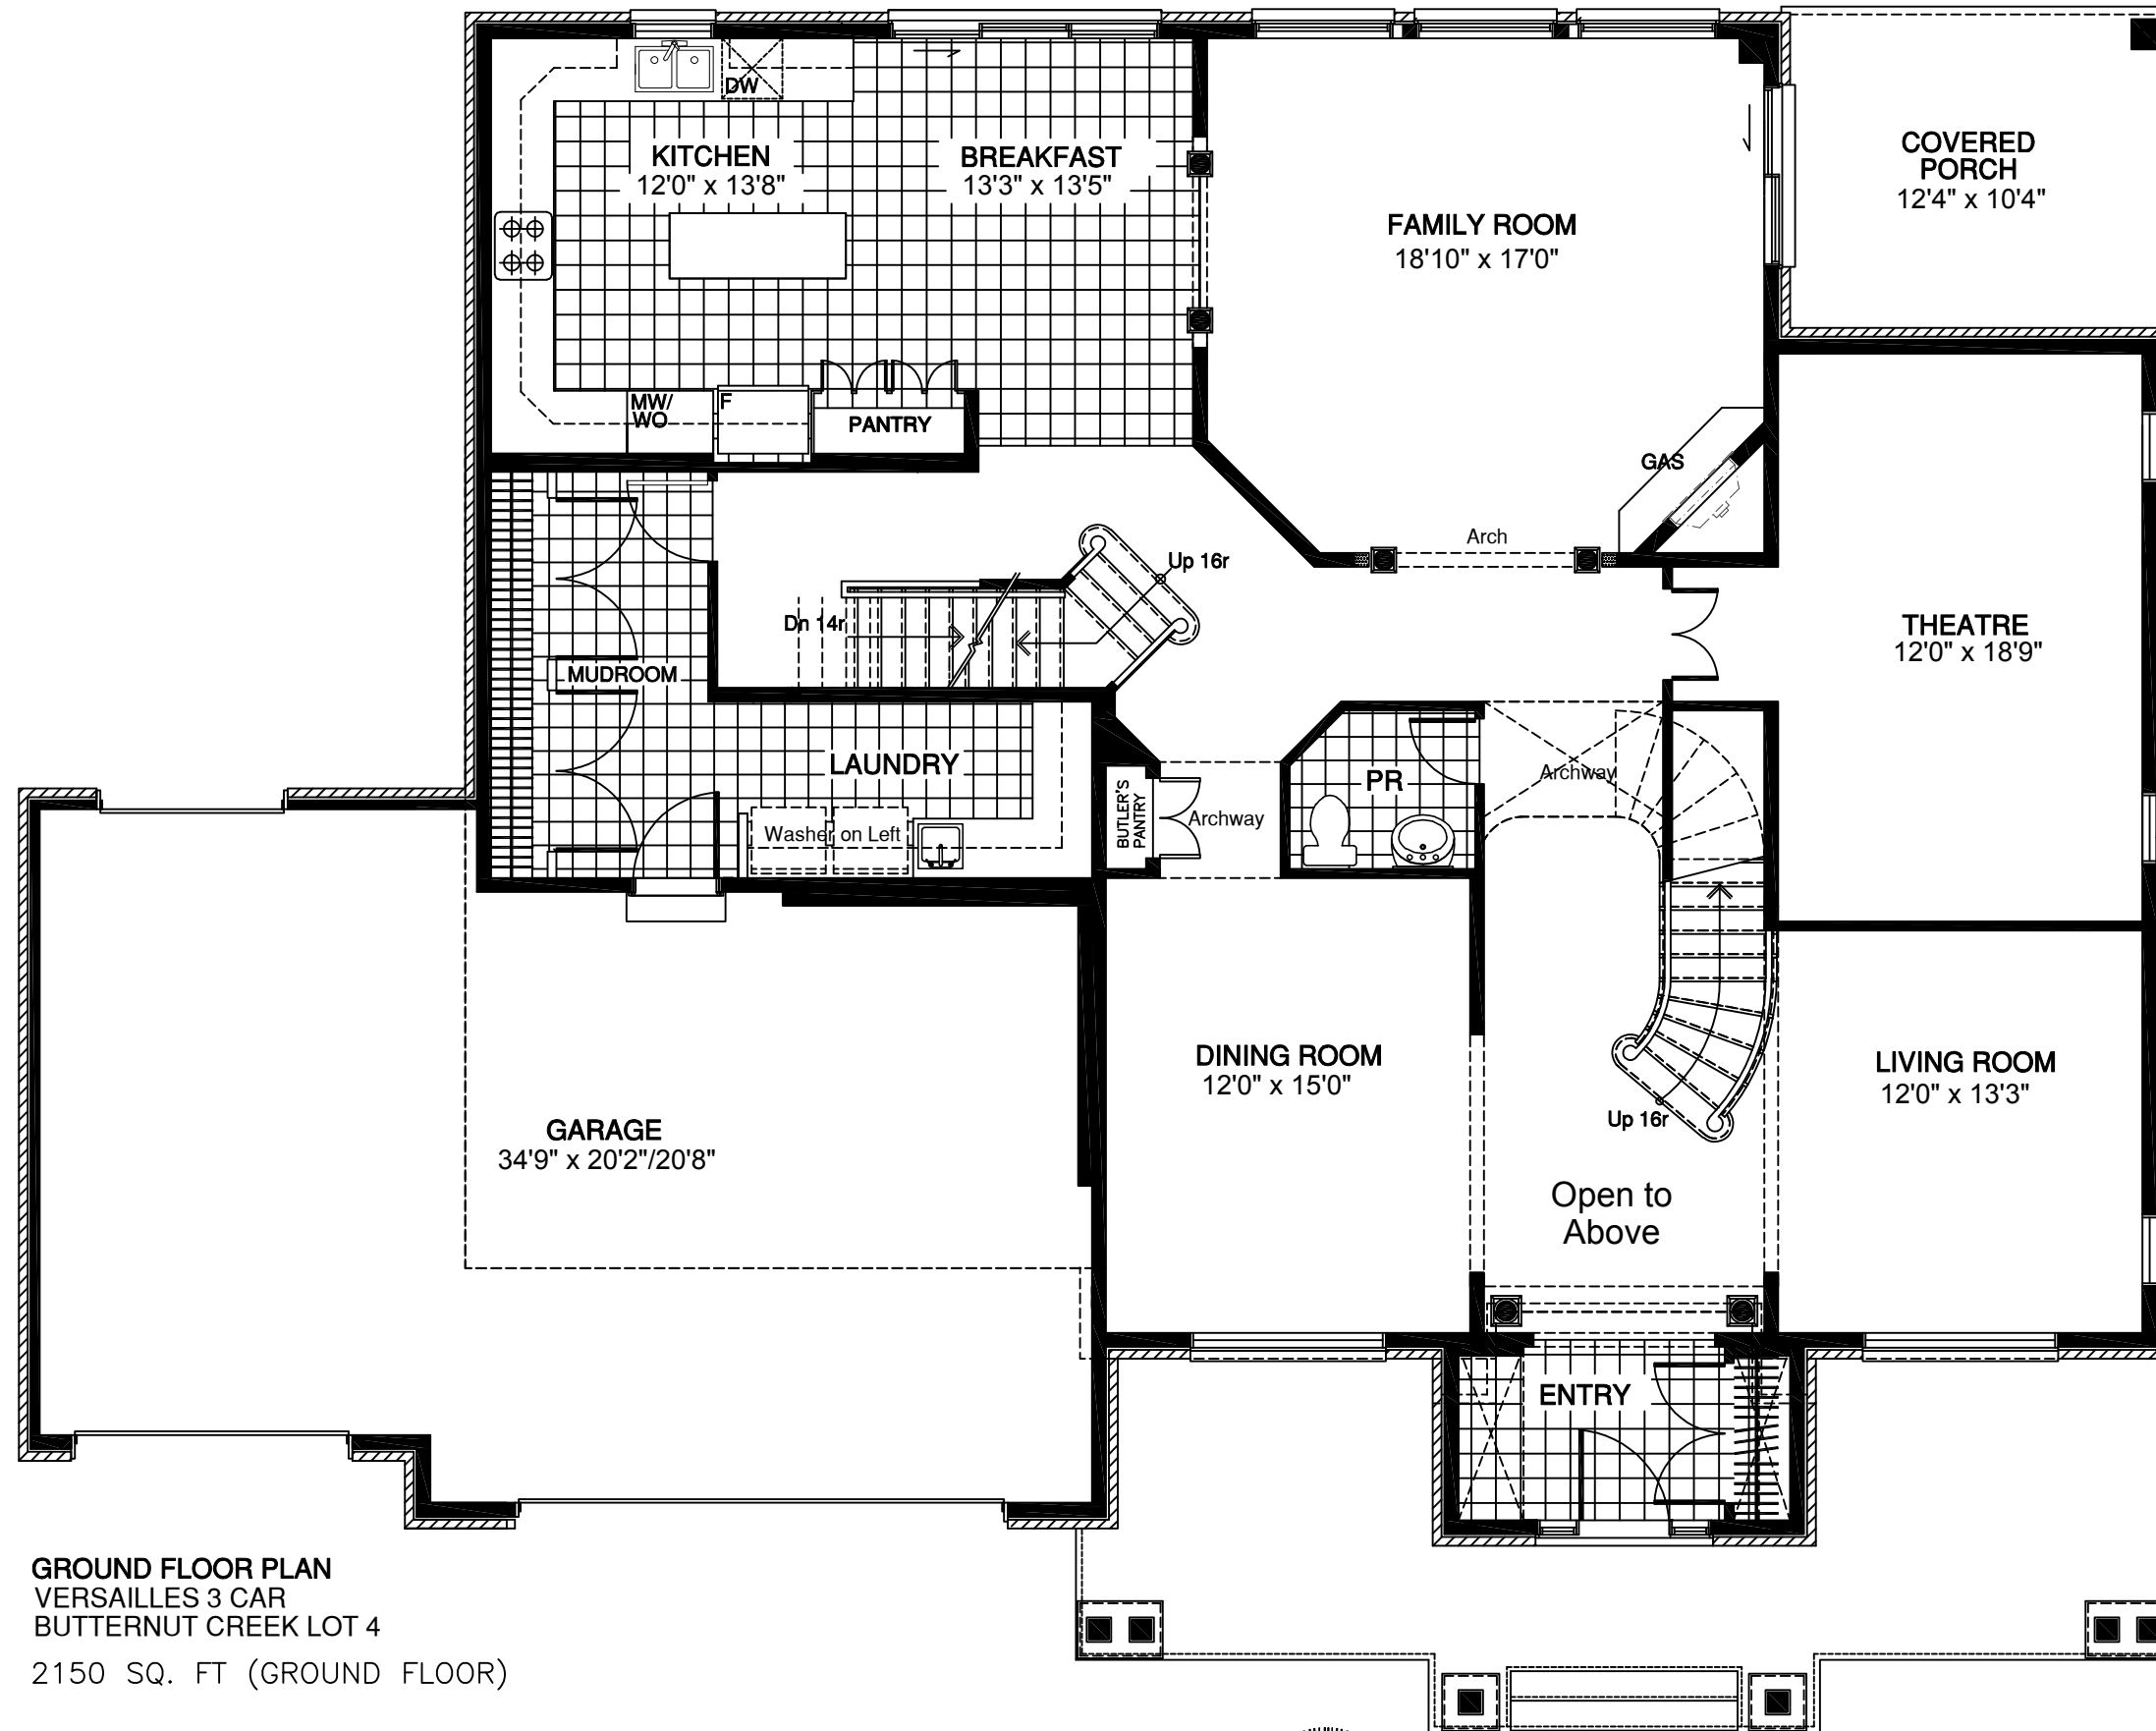 DW
KITCHEN
12'0" x 13'8"
BREAKFAST
13'3" x 13'5"
FAMILY ROOM
18'10" x 17'0"
COVERED
PORCH
12'4" x 10'4"
MW/
WO
F
PANTRY
GAS
Arch
Up 16r
Dn 14r
THEATRE
12'0" x 18'9"
MUDROOM
LAUNDRY
Washer on Left
BUTLER'S
PANTRY
Archway
PR
Archway
DINING ROOM
12'0" x 15'0"
LIVING ROOM
12'0" x 13'3"
Up 16r
GARAGE
34'9" x 20'2"/20'8"
Open to
Above
ENTRY
GROUND FLOOR PLAN
VERSAILLES 3 CAR
BUTTERNUT CREEK LOT 4
2150 SQ. FT (GROUND FLOOR)